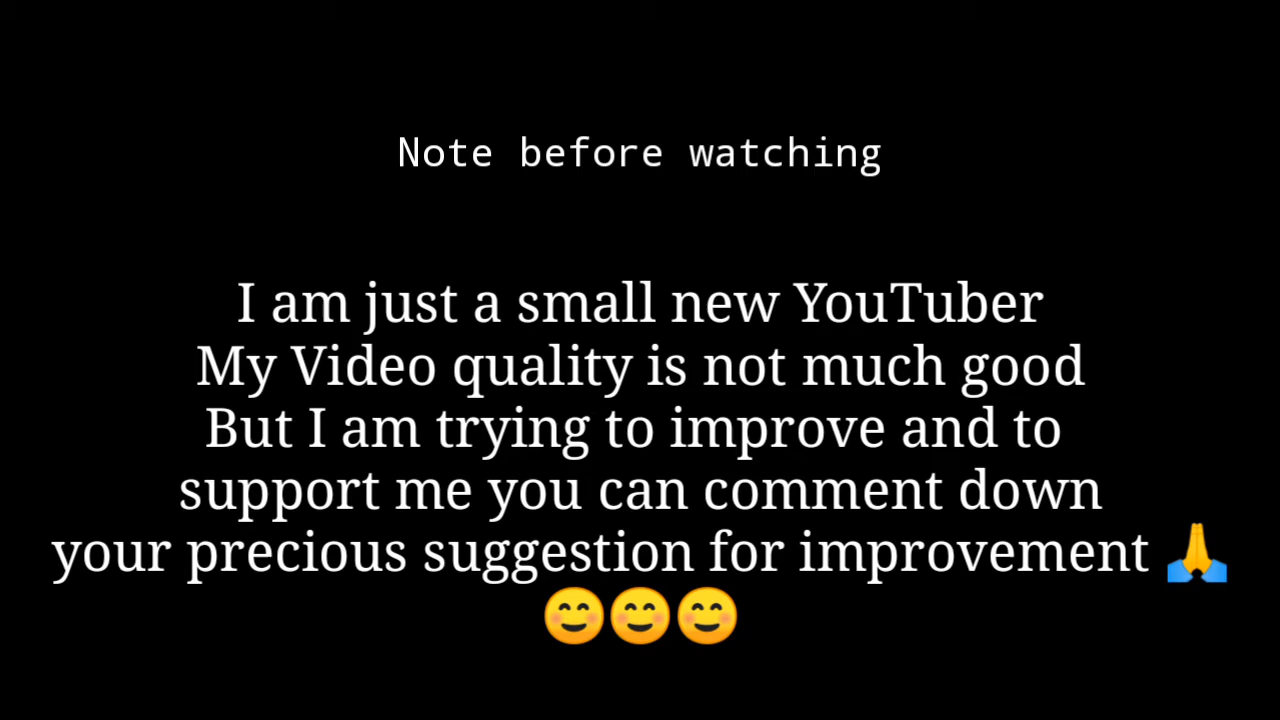 Note before watching
I am just a small new YouTuber
My Video quality is not much good
But I am trying to improve and to
support me you can comment down
your precious suggestion for improvement 🙏
😊😊😊